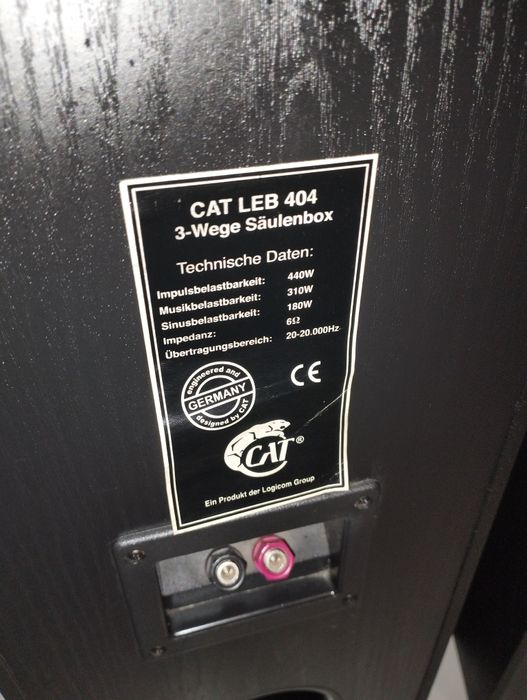 CAT LEB 404
3-Wege Säulenbox
Technische Daten:
Impulsbelastbarkeit: 440W
Musikbelastbarkeit: 310W
Sinusbelastbarkeit: 180W
Impedanz: 6Ω
Übertragungsbereich: 20-20.000Hz
engineered and
GERMANY
designed by CAT
CE
CAT®
Ein Produkt der Logicom Group